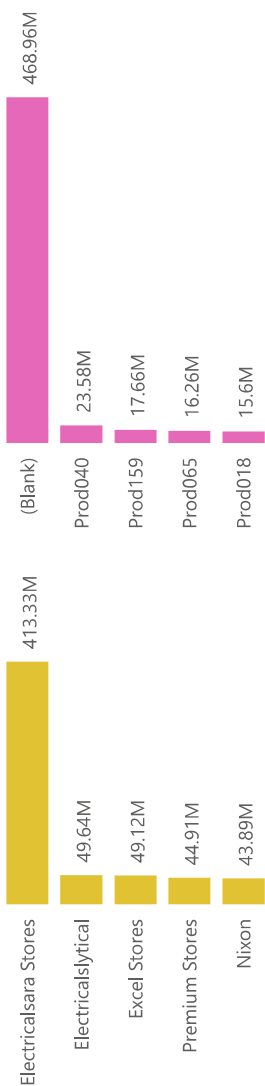 468.96M
23.58M
17.66M
16.26M
15.6M
(Blank)
Prod040
Prod159
Prod065
Prod018
413.33M
49.64M
49.12M
44.91M
43.89M
Electricalsara Stores
Electricalslytical
Excel Stores
Premium Stores
Nixon